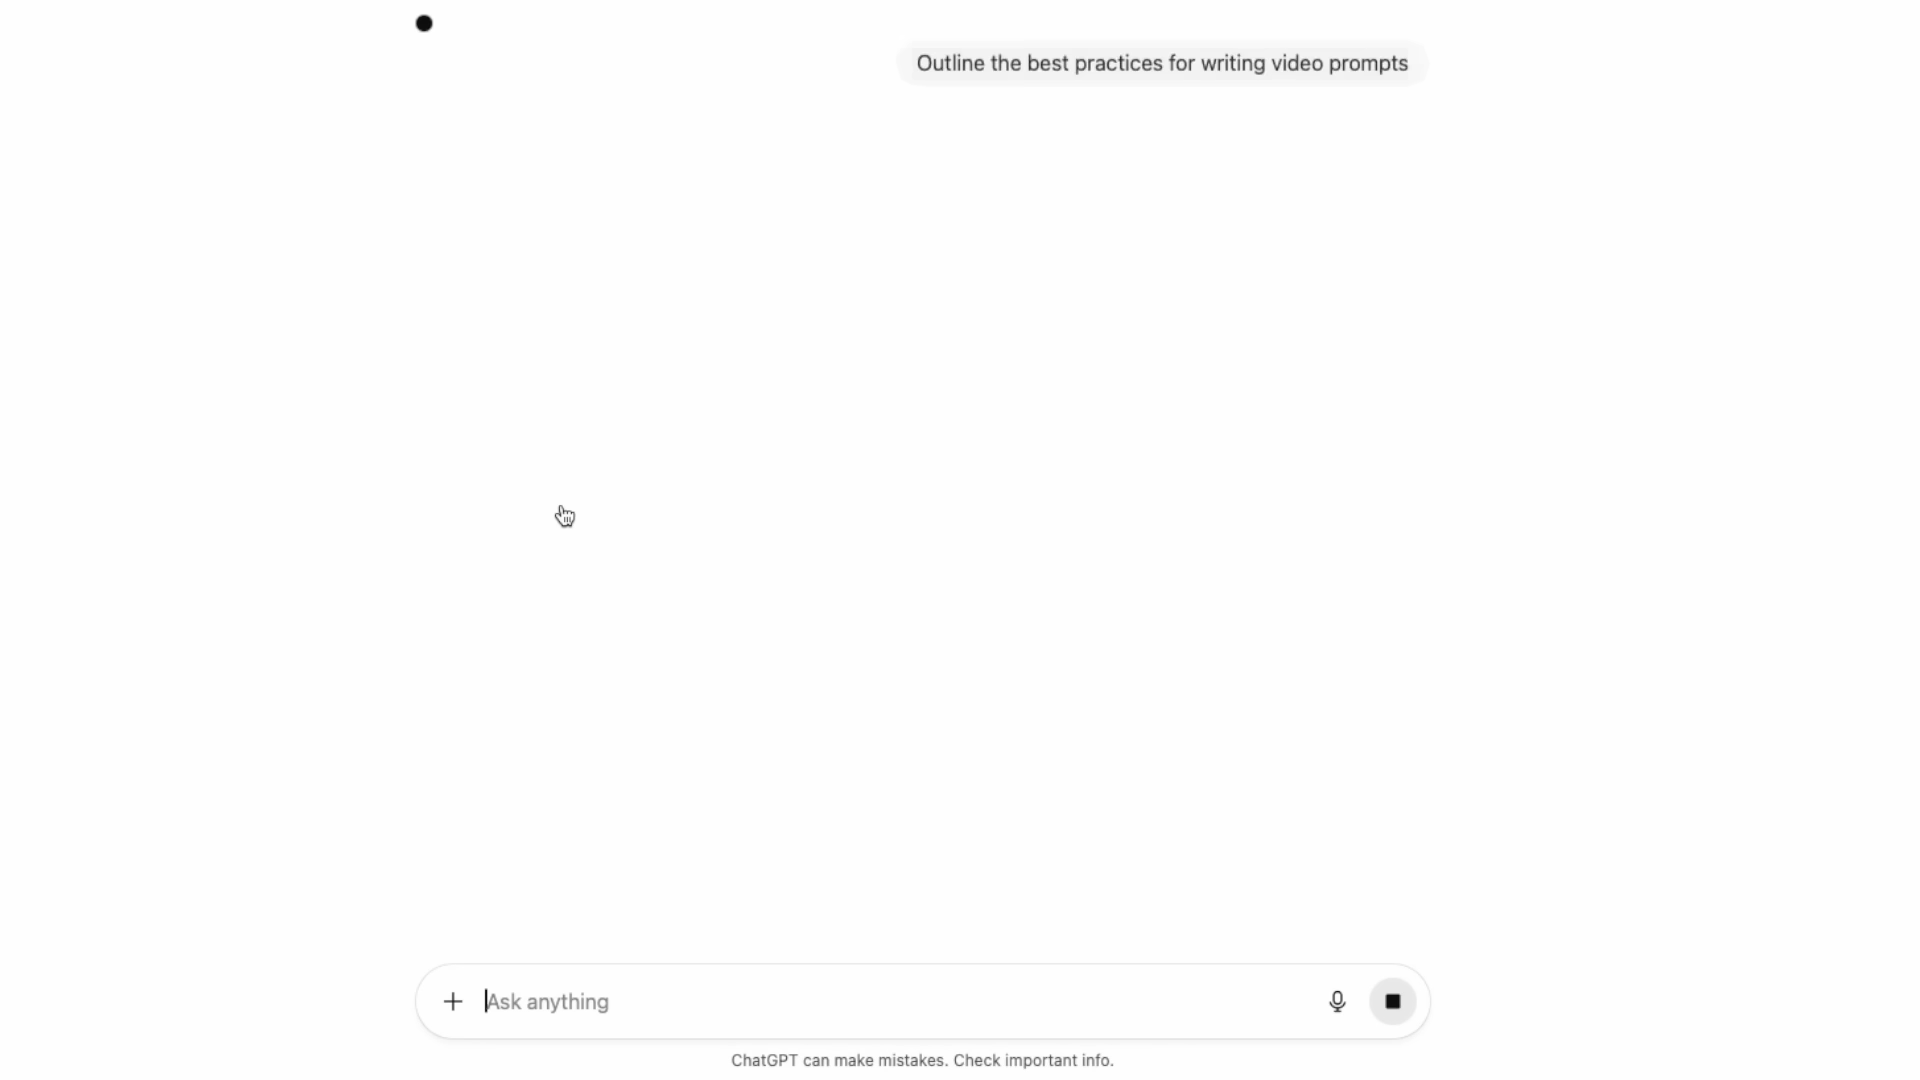 Outline the best practices for writing video prompts
Ask anything
ChatGPT can make mistakes. Check important info.